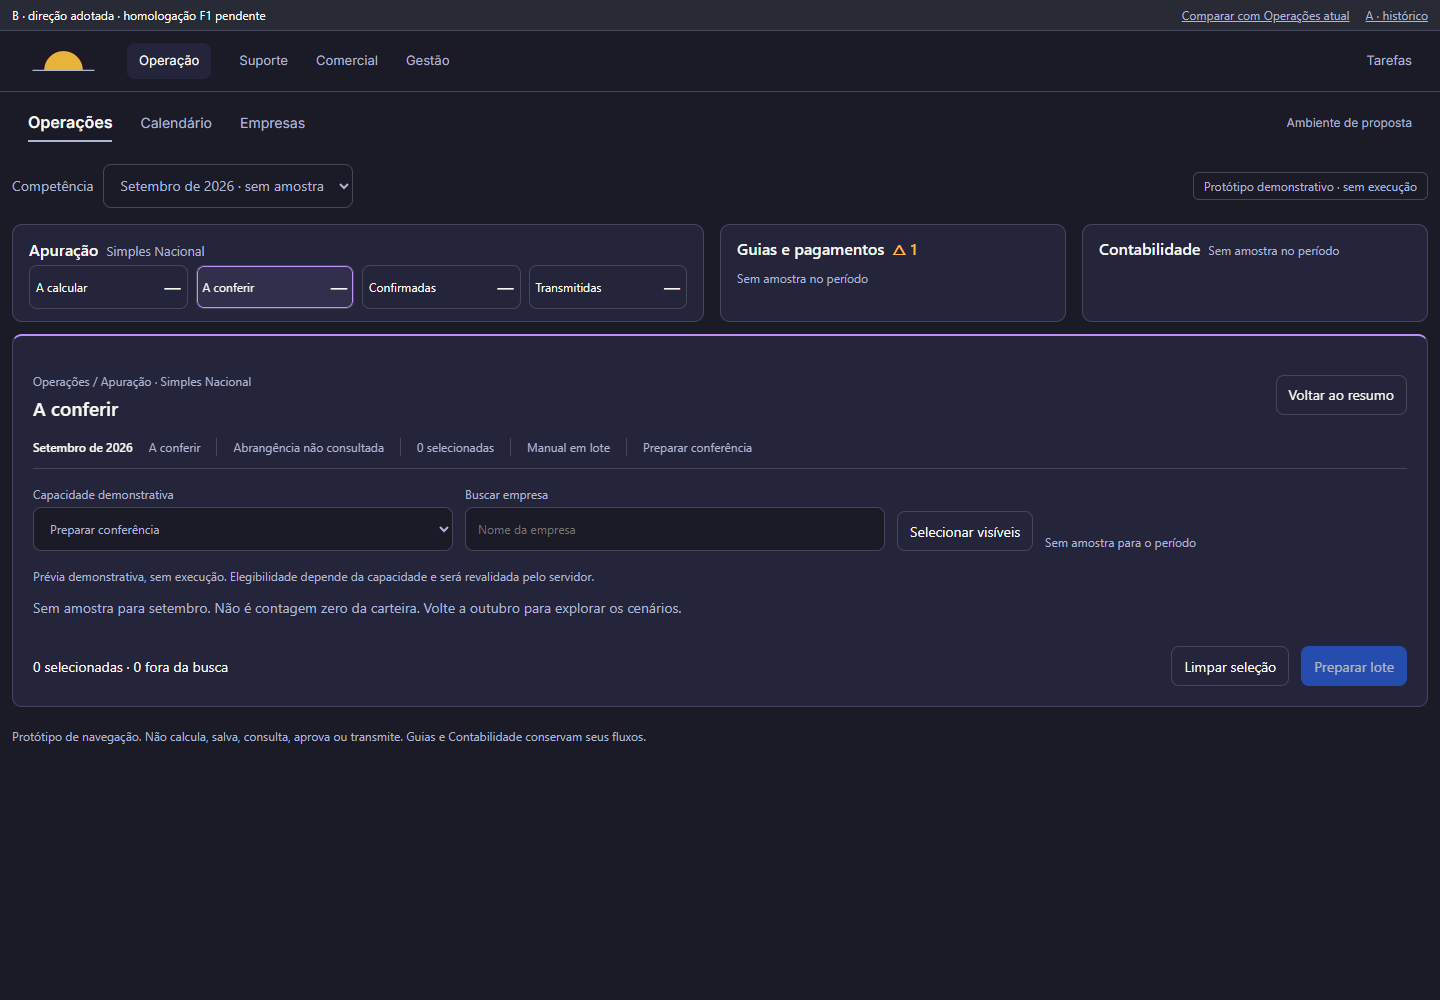 B · direção adotada · homologação F1 pendente
Comparar com Operações atual
A · histórico
Operação
Suporte
Comercial
Gestão
Tarefas
Operações
Calendário
Empresas
Ambiente de proposta
Competência
Setembro de 2026 · sem amostra
Protótipo demonstrativo · sem execução
Apuração Simples Nacional
A calcular —
A conferir —
Confirmadas —
Transmitidas —
Guias e pagamentos △ 1
Sem amostra no período
Contabilidade Sem amostra no período
Operações / Apuração · Simples Nacional
A conferir
Voltar ao resumo
Setembro de 2026
A conferir
Abrangência não consultada
0 selecionadas
Manual em lote
Preparar conferência
Capacidade demonstrativa
Preparar conferência
Buscar empresa
Nome da empresa
Selecionar visíveis
Sem amostra para o período
Prévia demonstrativa, sem execução. Elegibilidade depende da capacidade e será revalidada pelo servidor.
Sem amostra para setembro. Não é contagem zero da carteira. Volte a outubro para explorar os cenários.
0 selecionadas · 0 fora da busca
Limpar seleção
Preparar lote
Protótipo de navegação. Não calcula, salva, consulta, aprova ou transmite. Guias e Contabilidade conservam seus fluxos.